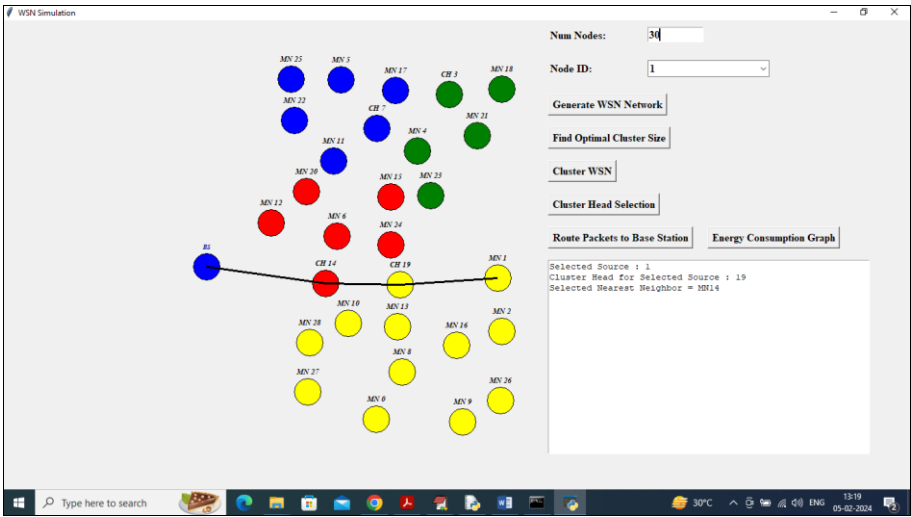 WSN Simulation
Num Nodes: 30
Node ID: 1
Generate WSN Network
Find Optimal Cluster Size
Cluster WSN
Cluster Head Selection
Route Packets to Base Station Energy Consumption Graph
Selected Source : 1
Cluster Head for Selected Source : 19
Selected Nearest Neighbor = MN14
MN 25 MN 5
MN 17 CH 3 MN 18
MN 22
CH 7
MN 21
MN 4
MN 11
MN 20
MN 15 MN 23
MN 12
MN 6
MN 24
BS
CH 14 CH 19 MN 1
MN 10
MN 13 MN 2
MN 28
MN 16
MN 8
MN 27
MN 26
MN 0 MN 9
Type here to search
30°C ENG 13:19
05-02-2024
2